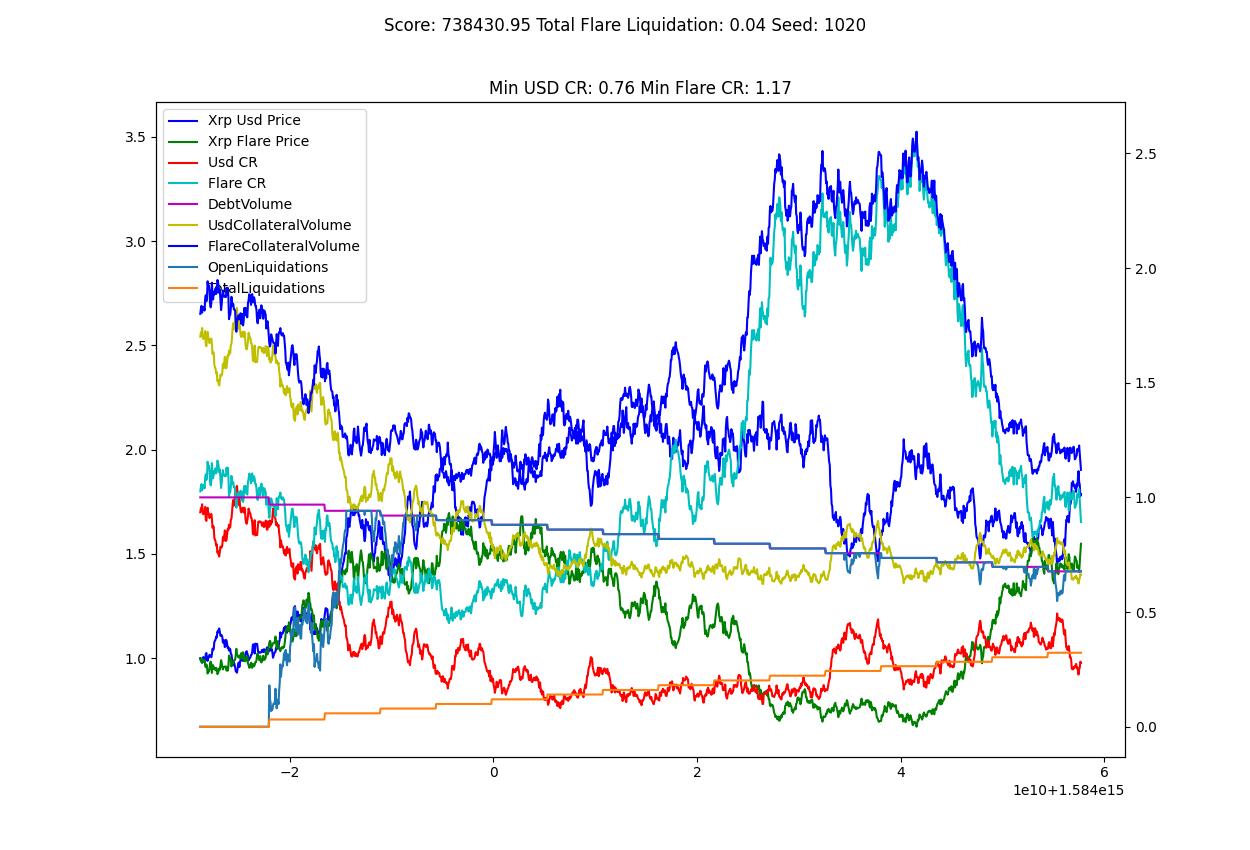 Score: 738430.95 Total Flare Liquidation: 0.04 Seed: 1020
Min USD CR: 0.76 Min Flare CR: 1.17
Xrp Usd Price
Xrp Flare Price
Usd CR
Flare CR
DebtVolume
UsdCollateralVolume
FlareCollateralVolume
OpenLiquidations
TotalLiquidations
3.5
3.0
2.5
2.0
1.5
1.0
2.5
2.0
1.5
1.0
0.5
0.0
−2 0 2 4 6
1e10+1.584e15